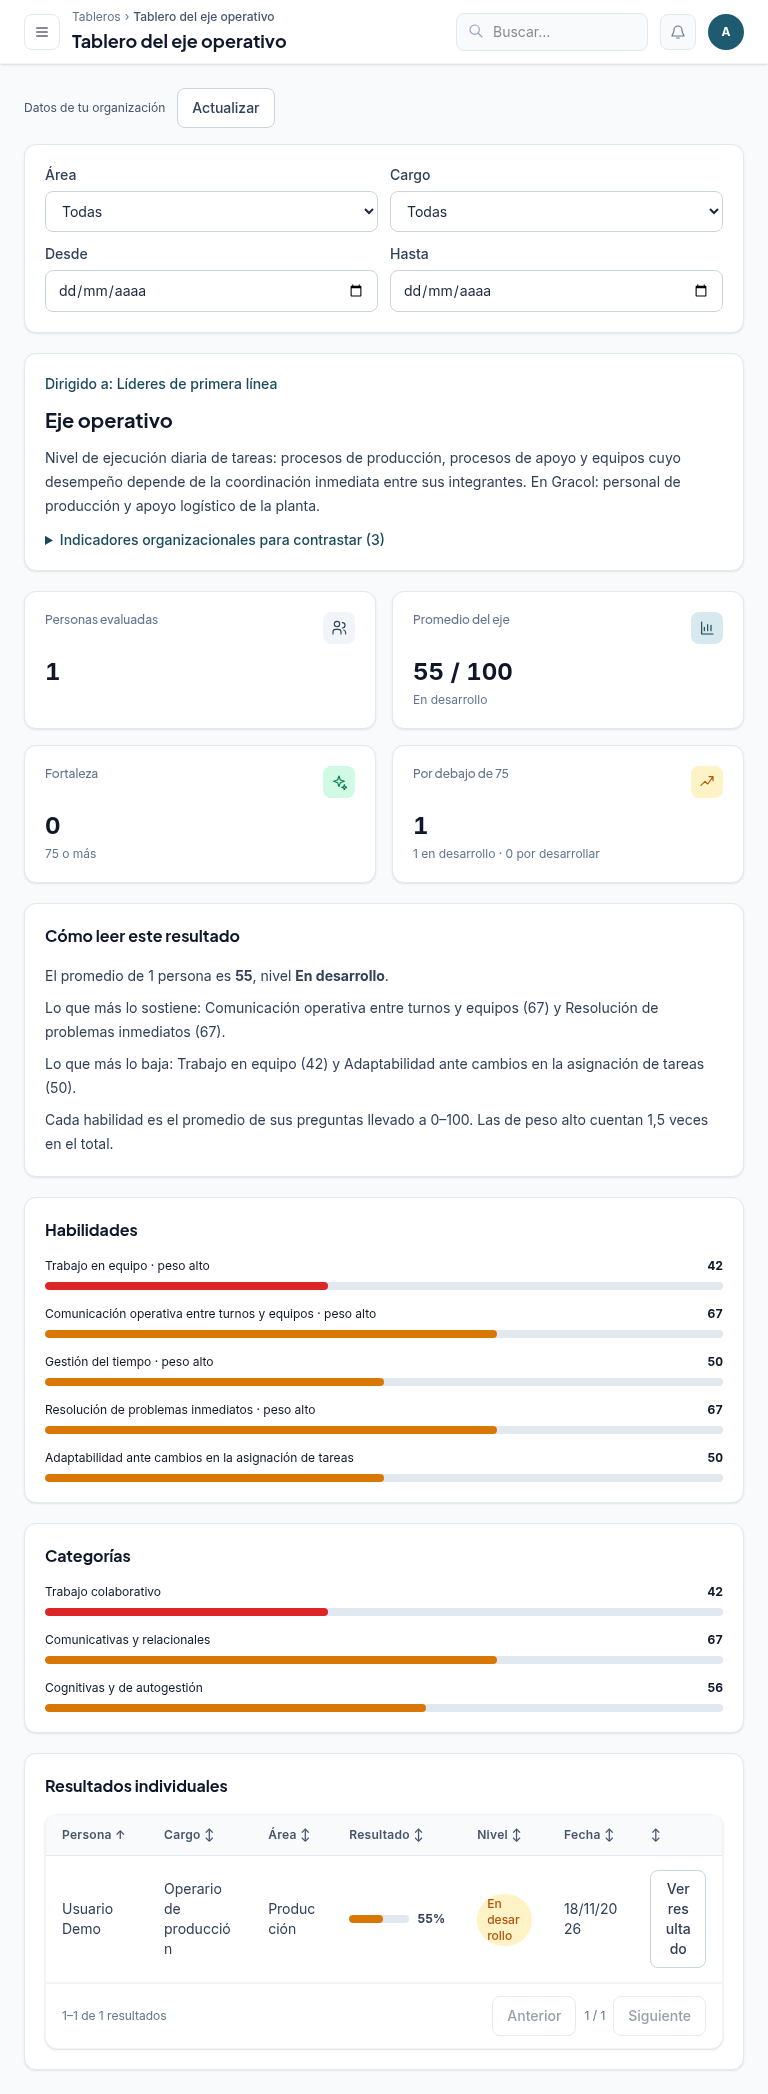 Tableros › Tablero del eje operativo
Tablero del eje operativo
Buscar...
A
Datos de tu organización
Actualizar
Área
Cargo
Todas
Todas
Desde
Hasta
dd/mm/aaaa
dd/mm/aaaa
Dirigido a: Líderes de primera línea
Eje operativo
Nivel de ejecución diaria de tareas: procesos de producción, procesos de apoyo y equipos cuyo
desempeño depende de la coordinación inmediata entre sus integrantes. En Gracol: personal de
producción y apoyo logístico de la planta.
Indicadores organizacionales para contrastar (3)
Personas evaluadas
1
Promedio del eje
55 / 100
En desarrollo
Fortaleza
0
75 o más
Por debajo de 75
1
1 en desarrollo · 0 por desarrollar
Cómo leer este resultado
El promedio de 1 persona es 55, nivel En desarrollo.
Lo que más lo sostiene: Comunicación operativa entre turnos y equipos (67) y Resolución de
problemas inmediatos (67).
Lo que más lo baja: Trabajo en equipo (42) y Adaptabilidad ante cambios en la asignación de tareas
(50).
Cada habilidad es el promedio de sus preguntas llevado a 0–100. Las de peso alto cuentan 1,5 veces
en el total.
Habilidades
Trabajo en equipo · peso alto 42
Comunicación operativa entre turnos y equipos · peso alto 67
Gestión del tiempo · peso alto 50
Resolución de problemas inmediatos · peso alto 67
Adaptabilidad ante cambios en la asignación de tareas 50
Categorías
Trabajo colaborativo 42
Comunicativas y relacionales 67
Cognitivas y de autogestión 56
Resultados individuales
Persona ↑ Cargo ↕ Área ↕ Resultado ↕ Nivel ↕ Fecha ↕ ↕
Usuario
Demo
Operario
de
producció
n
Produc
ción
55%
En
desar
rollo
18/11/20
26
Ver
res
ulta
do
1–1 de 1 resultados
Anterior
1 / 1
Siguiente